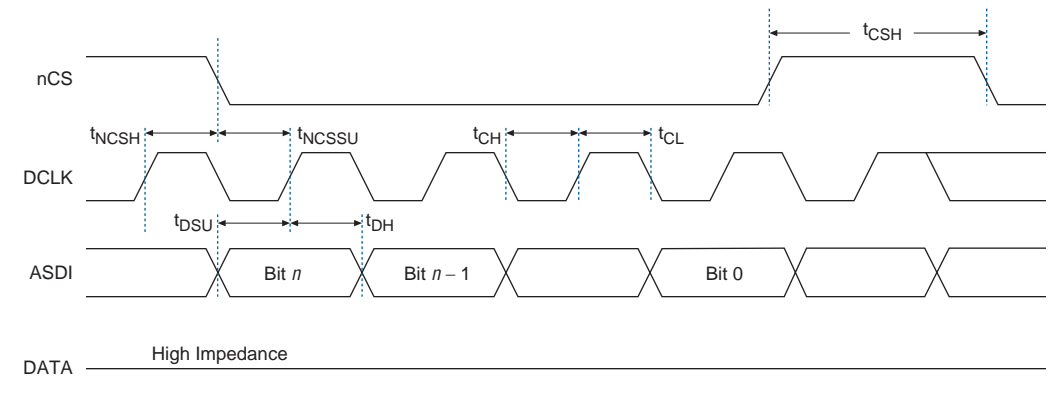 tCSH
nCS
tNCSH
tNCSSU
tCH
tCL
DCLK
tDSU
tDH
ASDI
Bit n
Bit n – 1
Bit 0
High Impedance
DATA